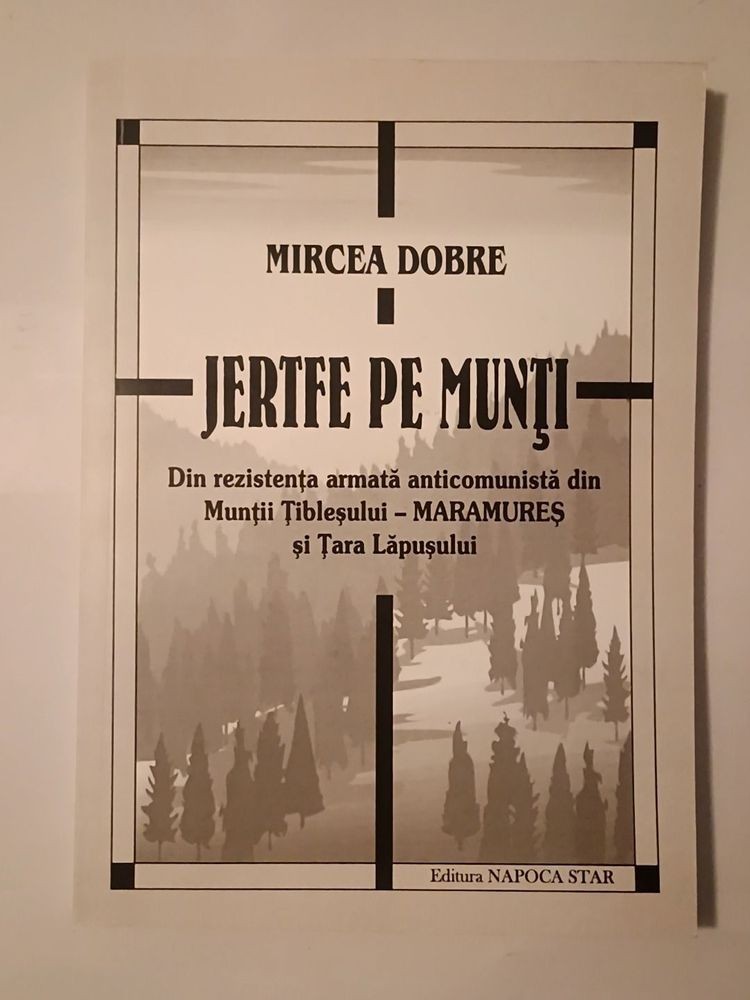 MIRCEA DOBRE
JERTFE PE MUNŢI
Din rezistenţa armată anticomunistă din
Munţii Ţibleşului – MARAMUREŞ
şi Ţara Lăpuşului
Editura NAPOCA STAR